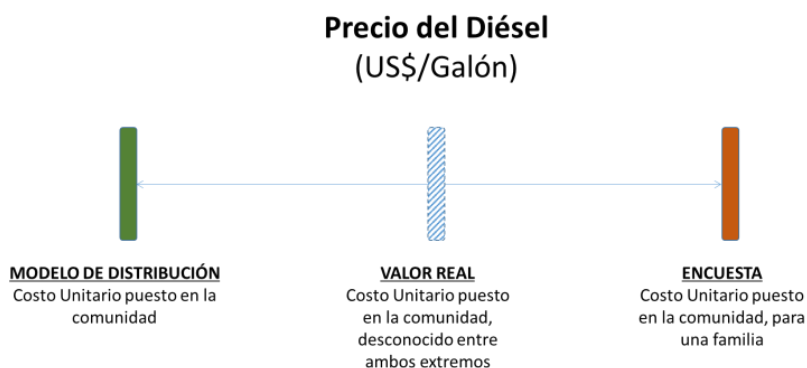 Precio del Diésel
(US$/Galón)
MODELO DE DISTRIBUCIÓN
Costo Unitario puesto en la
comunidad
VALOR REAL
Costo Unitario puesto
en la comunidad,
desconocido entre
ambos extremos
ENCUESTA
Costo Unitario puesto
en la comunidad, para
una familia